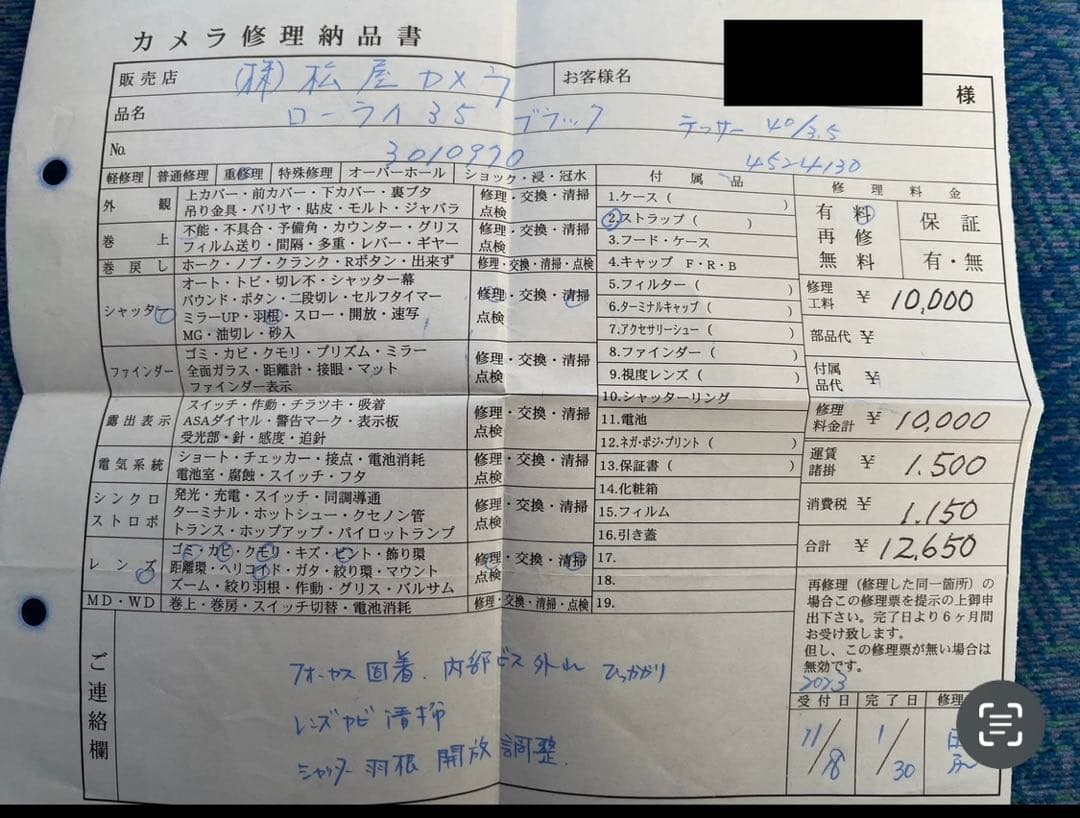 カメラ修理納品書
販売店 (様) 松屋カメラ お客様名 様
品名 ローライ35 ブラック テッサー 40/3.5
No. 3010970 4524130
軽修理 普通修理 重修理 特殊修理 オーバーホール ショック・浸・冠水
外観 上カバー・前カバー・下カバー・裏ブタ 修理・交換・清掃
吊り金具・バリヤ・貼皮・モルト・ジャバラ 点検
巻上 不能・不具合・予備角・カウンター・グリス 修理・交換・清掃
フィルム送り・間隔・多重・レバー・ギヤー 点検
巻戻し ホーク・ノブ・クランク・Rボタン・出来ず 修理・交換・清掃・点検
シャッター オート・トビ・切レ不・シャッター幕
バウンド・ボタン・二段切レ・セルフタイマー 修理・交換・清掃
ミラーUP・羽根・スロー・開放・速写 点検
MG・油切レ・砂入
ファインダー ゴミ・カビ・クモリ・プリズム・ミラー 修理・交換・清掃
全面ガラス・距離計・接眼・マット 点検
ファインダー表示
露出表示 スイッチ・作動・チラツキ・吸着 修理・交換・清掃
ASAダイヤル・警告マーク・表示板 点検
受光部・針・感度・追針
電気系統 ショート・チェッカー・接点・電池消耗 修理・交換・清掃
電池室・腐蝕・スイッチ・フタ 点検
シンクロ 発光・充電・スイッチ・同調導通 修理・交換・清掃
ストロボ ターミナル・ホットシュー・クセノン管 点検
トランス・ホップアップ・パイロットランプ
レンズ ゴミ・カビ・クモリ・キズ・ピント・飾り環 修理・交換・清掃
距離環・ヘリコイド・ガタ・絞り環・マウント 点検
ズーム・絞り羽根・作動・グリス・バルサム
MD・WD 巻上・巻房・スイッチ切替・電池消耗 修理・交換・清掃・点検
付属品
1.ケース( )
2.ストラップ( )
3.フード・ケース
4.キャップ F・R・B
5.フィルター( )
6.ターミナルキャップ( )
7.アクセサリーシュー( )
8.ファインダー( )
9.視度レンズ( )
10.シャッターリング
11.電池
12.ネガ・ポジ・プリント( )
13.保証書( )
14.化粧箱
15.フィルム
16.引き蓋
17.
18.
19.
修理料金
有料 保証
再修
無料 有・無
修理工料 ¥ 10,000
部品代 ¥
付属品代 ¥
修理料金計 ¥ 10,000
運賃諸掛 ¥ 1.500
消費税 ¥ 1.150
合計 ¥ 12,650
再修理(修理した同一箇所)の
場合この修理票を提示の上御申
出下さい。完了日より6ヶ月間
お受け致します。
但し、この修理票が無い場合は
無効です。
2023
受付日 完了日 修理
11/8 1/30
ご連絡欄
フォーカス固着. 内部ビス外れ ひっかかり
レンズカビ清掃
シャッター羽根 開放 調整.